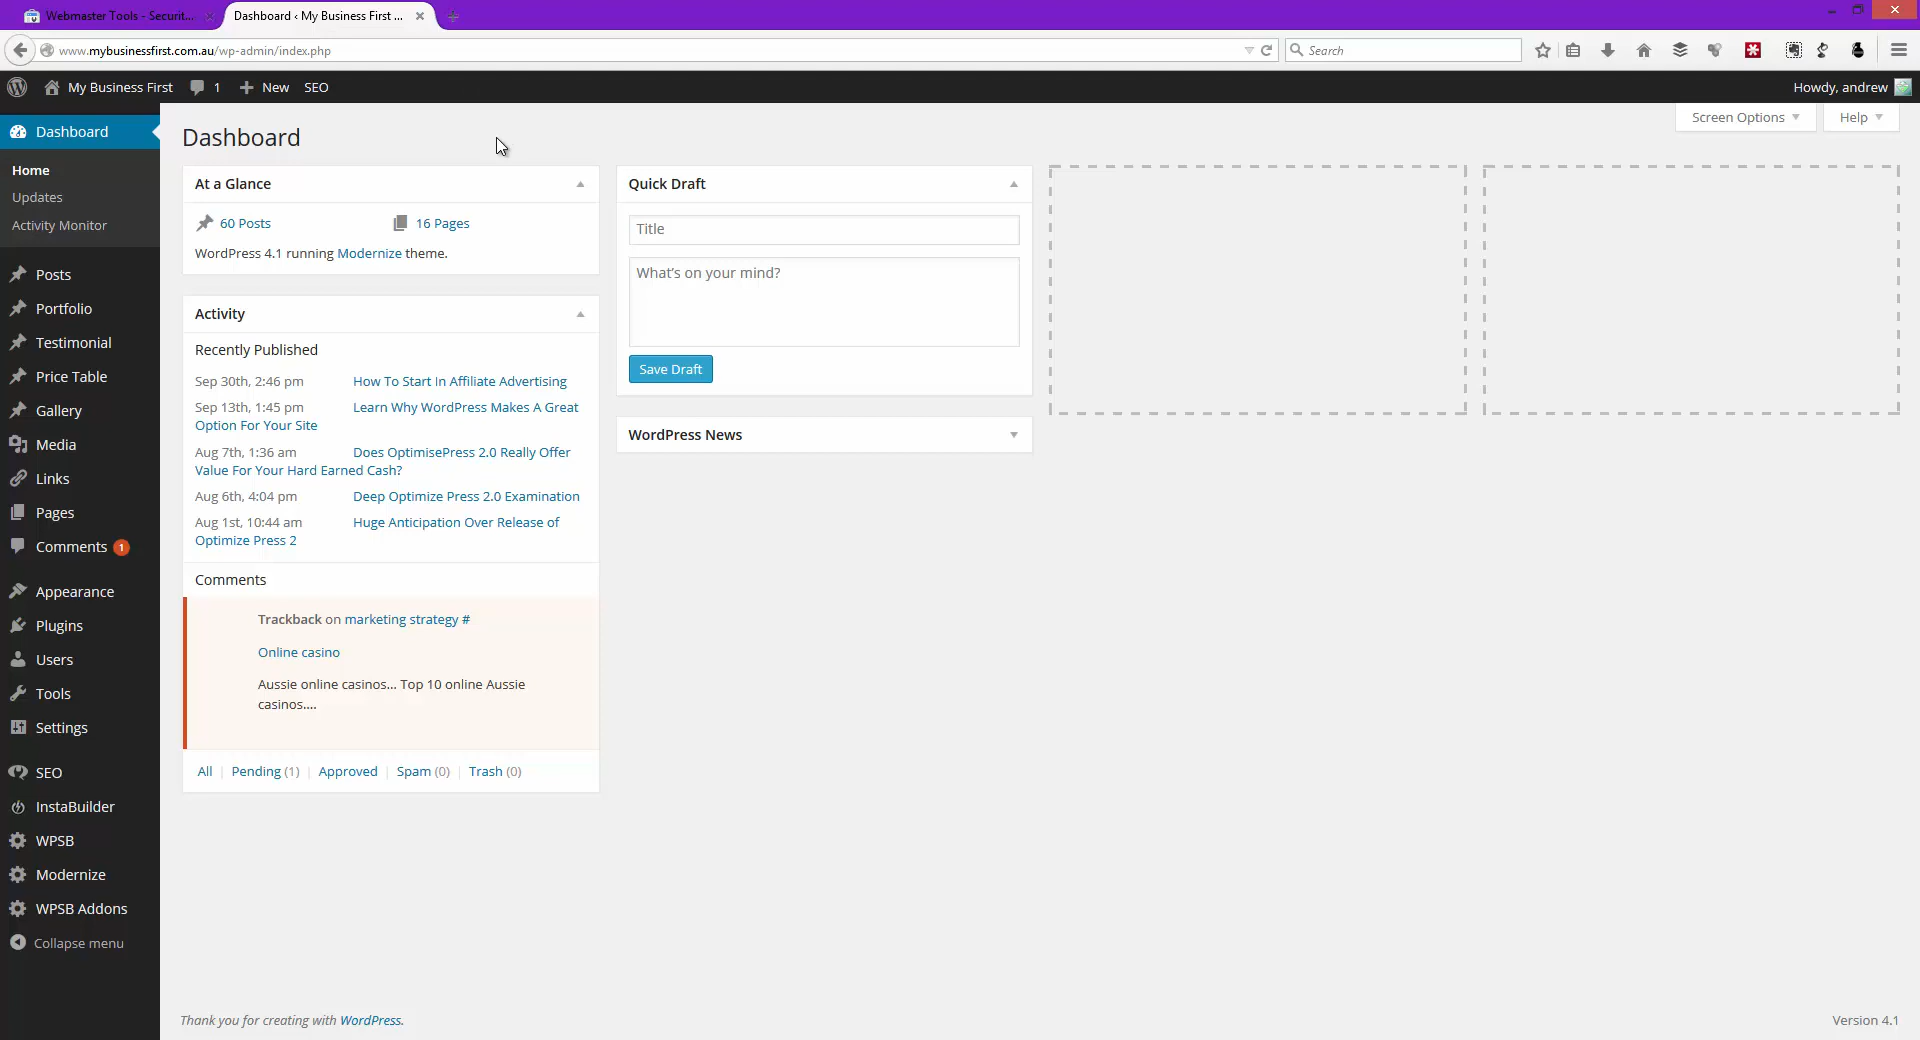 Webmaster Tools - Securit...
Dashboard ‹ My Business First ...
www.mybusinessfirst.com.au/wp-admin/index.php
Search
My Business First
1
New
SEO
Howdy, andrew
Dashboard
Home
Updates
Activity Monitor
Posts
Portfolio
Testimonial
Price Table
Gallery
Media
Links
Pages
Comments 1
Appearance
Plugins
Users
Tools
Settings
SEO
InstaBuilder
WPSB
Modernize
WPSB Addons
Collapse menu
Screen Options
Help
Dashboard
At a Glance
60 Posts
16 Pages
WordPress 4.1 running Modernize theme.
Activity
Recently Published
Sep 30th, 2:46 pm How To Start In Affiliate Advertising
Sep 13th, 1:45 pm Learn Why WordPress Makes A Great
Option For Your Site
Aug 7th, 1:36 am Does OptimisePress 2.0 Really Offer
Value For Your Hard Earned Cash?
Aug 6th, 4:04 pm Deep Optimize Press 2.0 Examination
Aug 1st, 10:44 am Huge Anticipation Over Release of
Optimize Press 2
Comments
Trackback on marketing strategy #
Online casino
Aussie online casinos... Top 10 online Aussie
casinos....
All | Pending (1) | Approved | Spam (0) | Trash (0)
Quick Draft
Title
What's on your mind?
Save Draft
WordPress News
Thank you for creating with WordPress.
Version 4.1